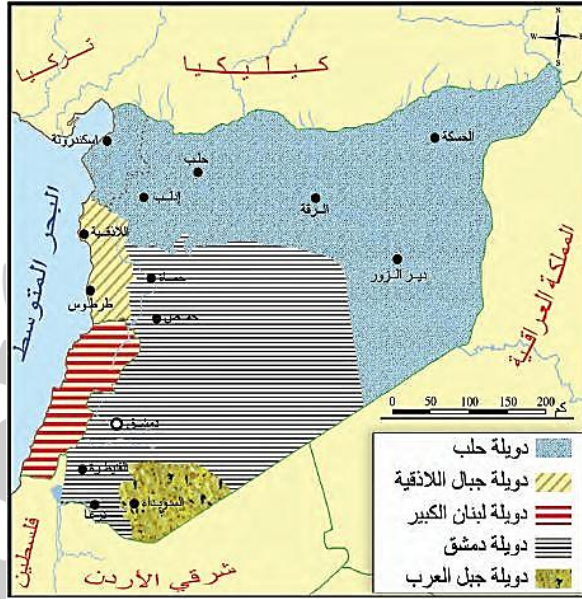 N
E
S
W
تركيا
كيليكيا
الحسكة
اسكندرونة
حلب
إدلب
الرقة
اللاذقية
دير الزور
حماة
طرطوس
حمص
البحر المتوسط
المملكة العراقية
كم
0 50 100 150 200
دمشق
القنيطرة
السويداء
درعا
فلسطين
شرقي الأردن
دويلة حلب
دويلة جبال اللاذقية
دويلة لبنان الكبير
دويلة دمشق
دويلة جبل العرب